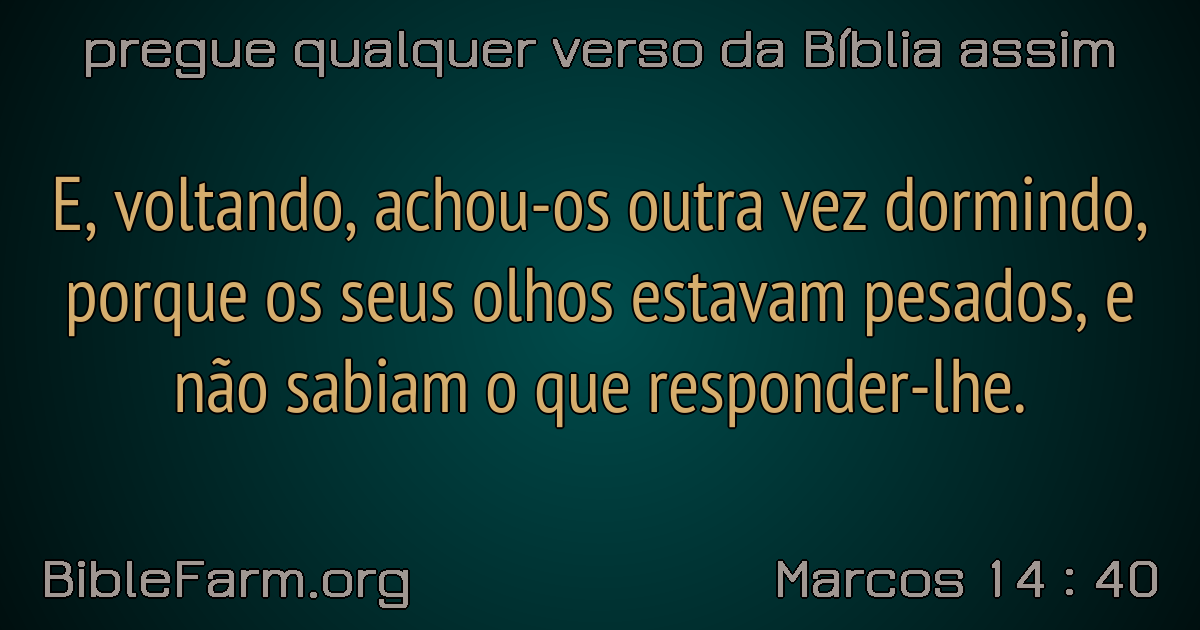 pregue qualquer verso da Bíblia assim
E, voltando, achou-os outra vez dormindo,
porque os seus olhos estavam pesados, e
não sabiam o que responder-lhe.
BibleFarm.org
Marcos 14 : 40